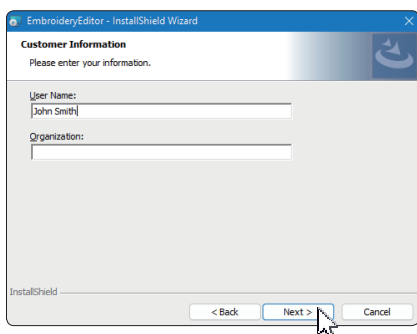 EmbroideryEditor - InstallShield Wizard
Customer Information
Please enter your information.
User Name:
John Smith
Organization:
InstallShield
< Back Next > Cancel